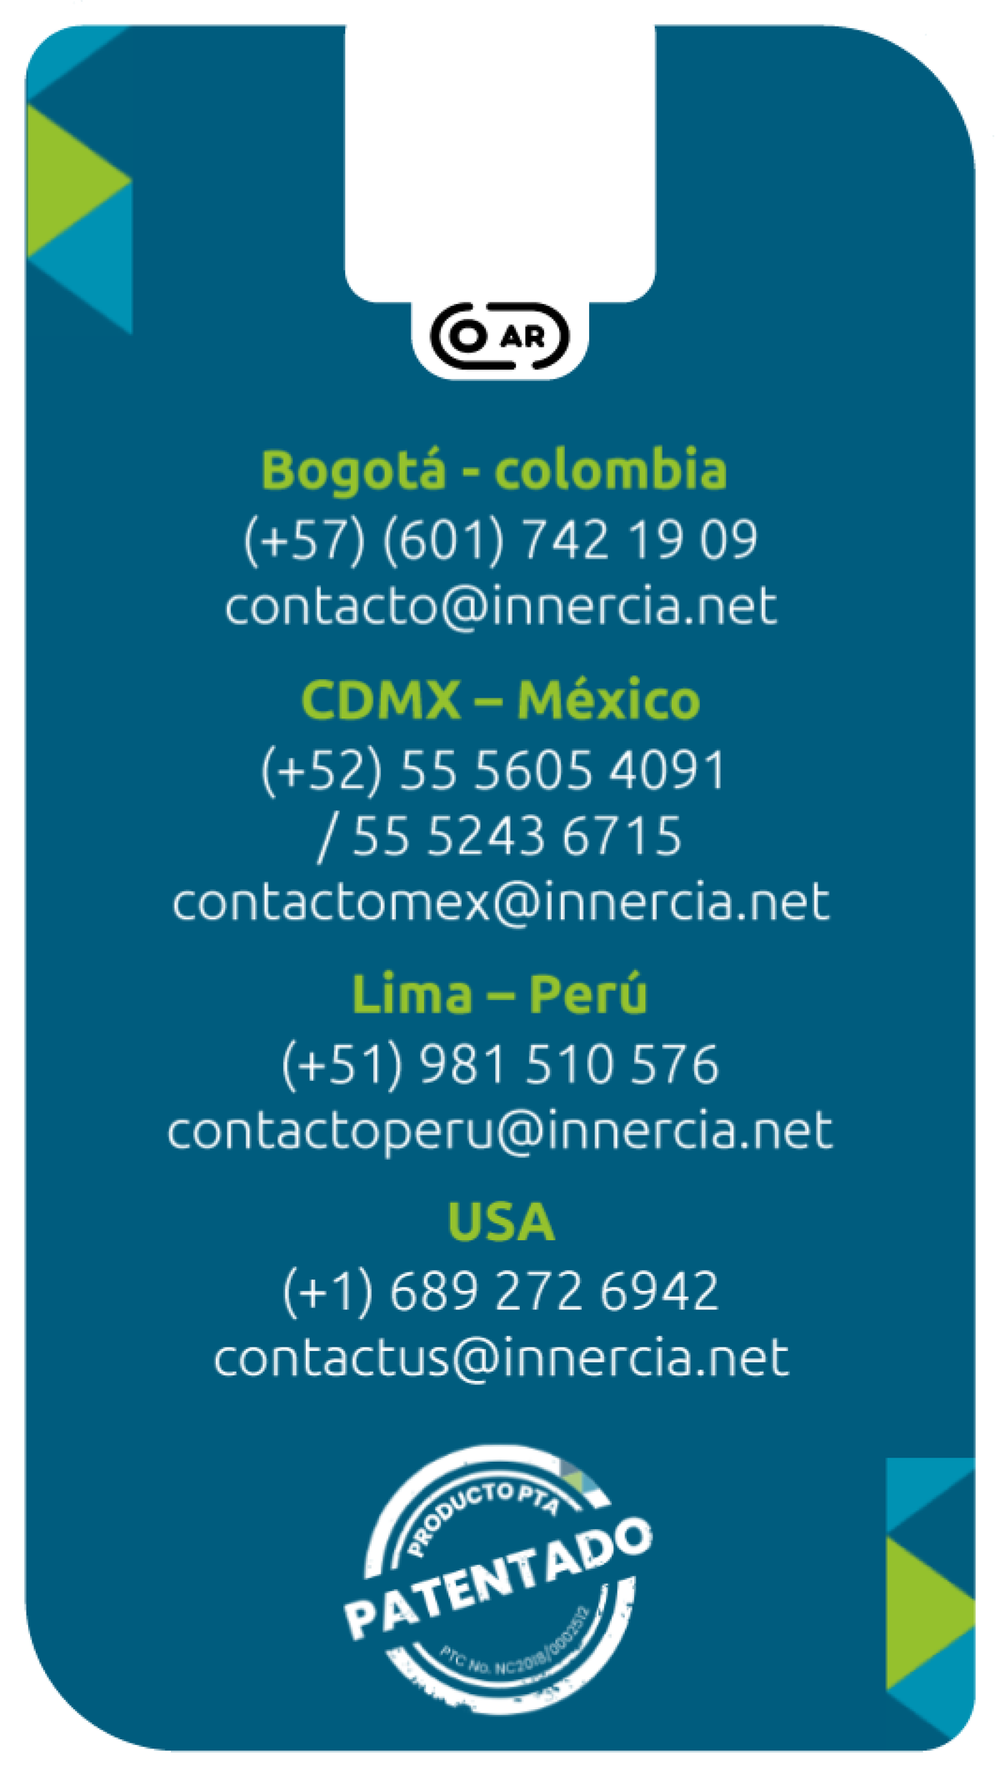 AR
Bogotá - colombia
(+57) (601) 742 19 09
contacto@innercia.net
CDMX – México
(+52) 55 5605 4091
/ 55 5243 6715
contactomex@innercia.net
Lima – Perú
(+51) 981 510 576
contactoperu@innercia.net
USA
(+1) 689 272 6942
contactus@innercia.net
PRODUCTO PTA
PATENTADO
PTC No. NC2018/0002512